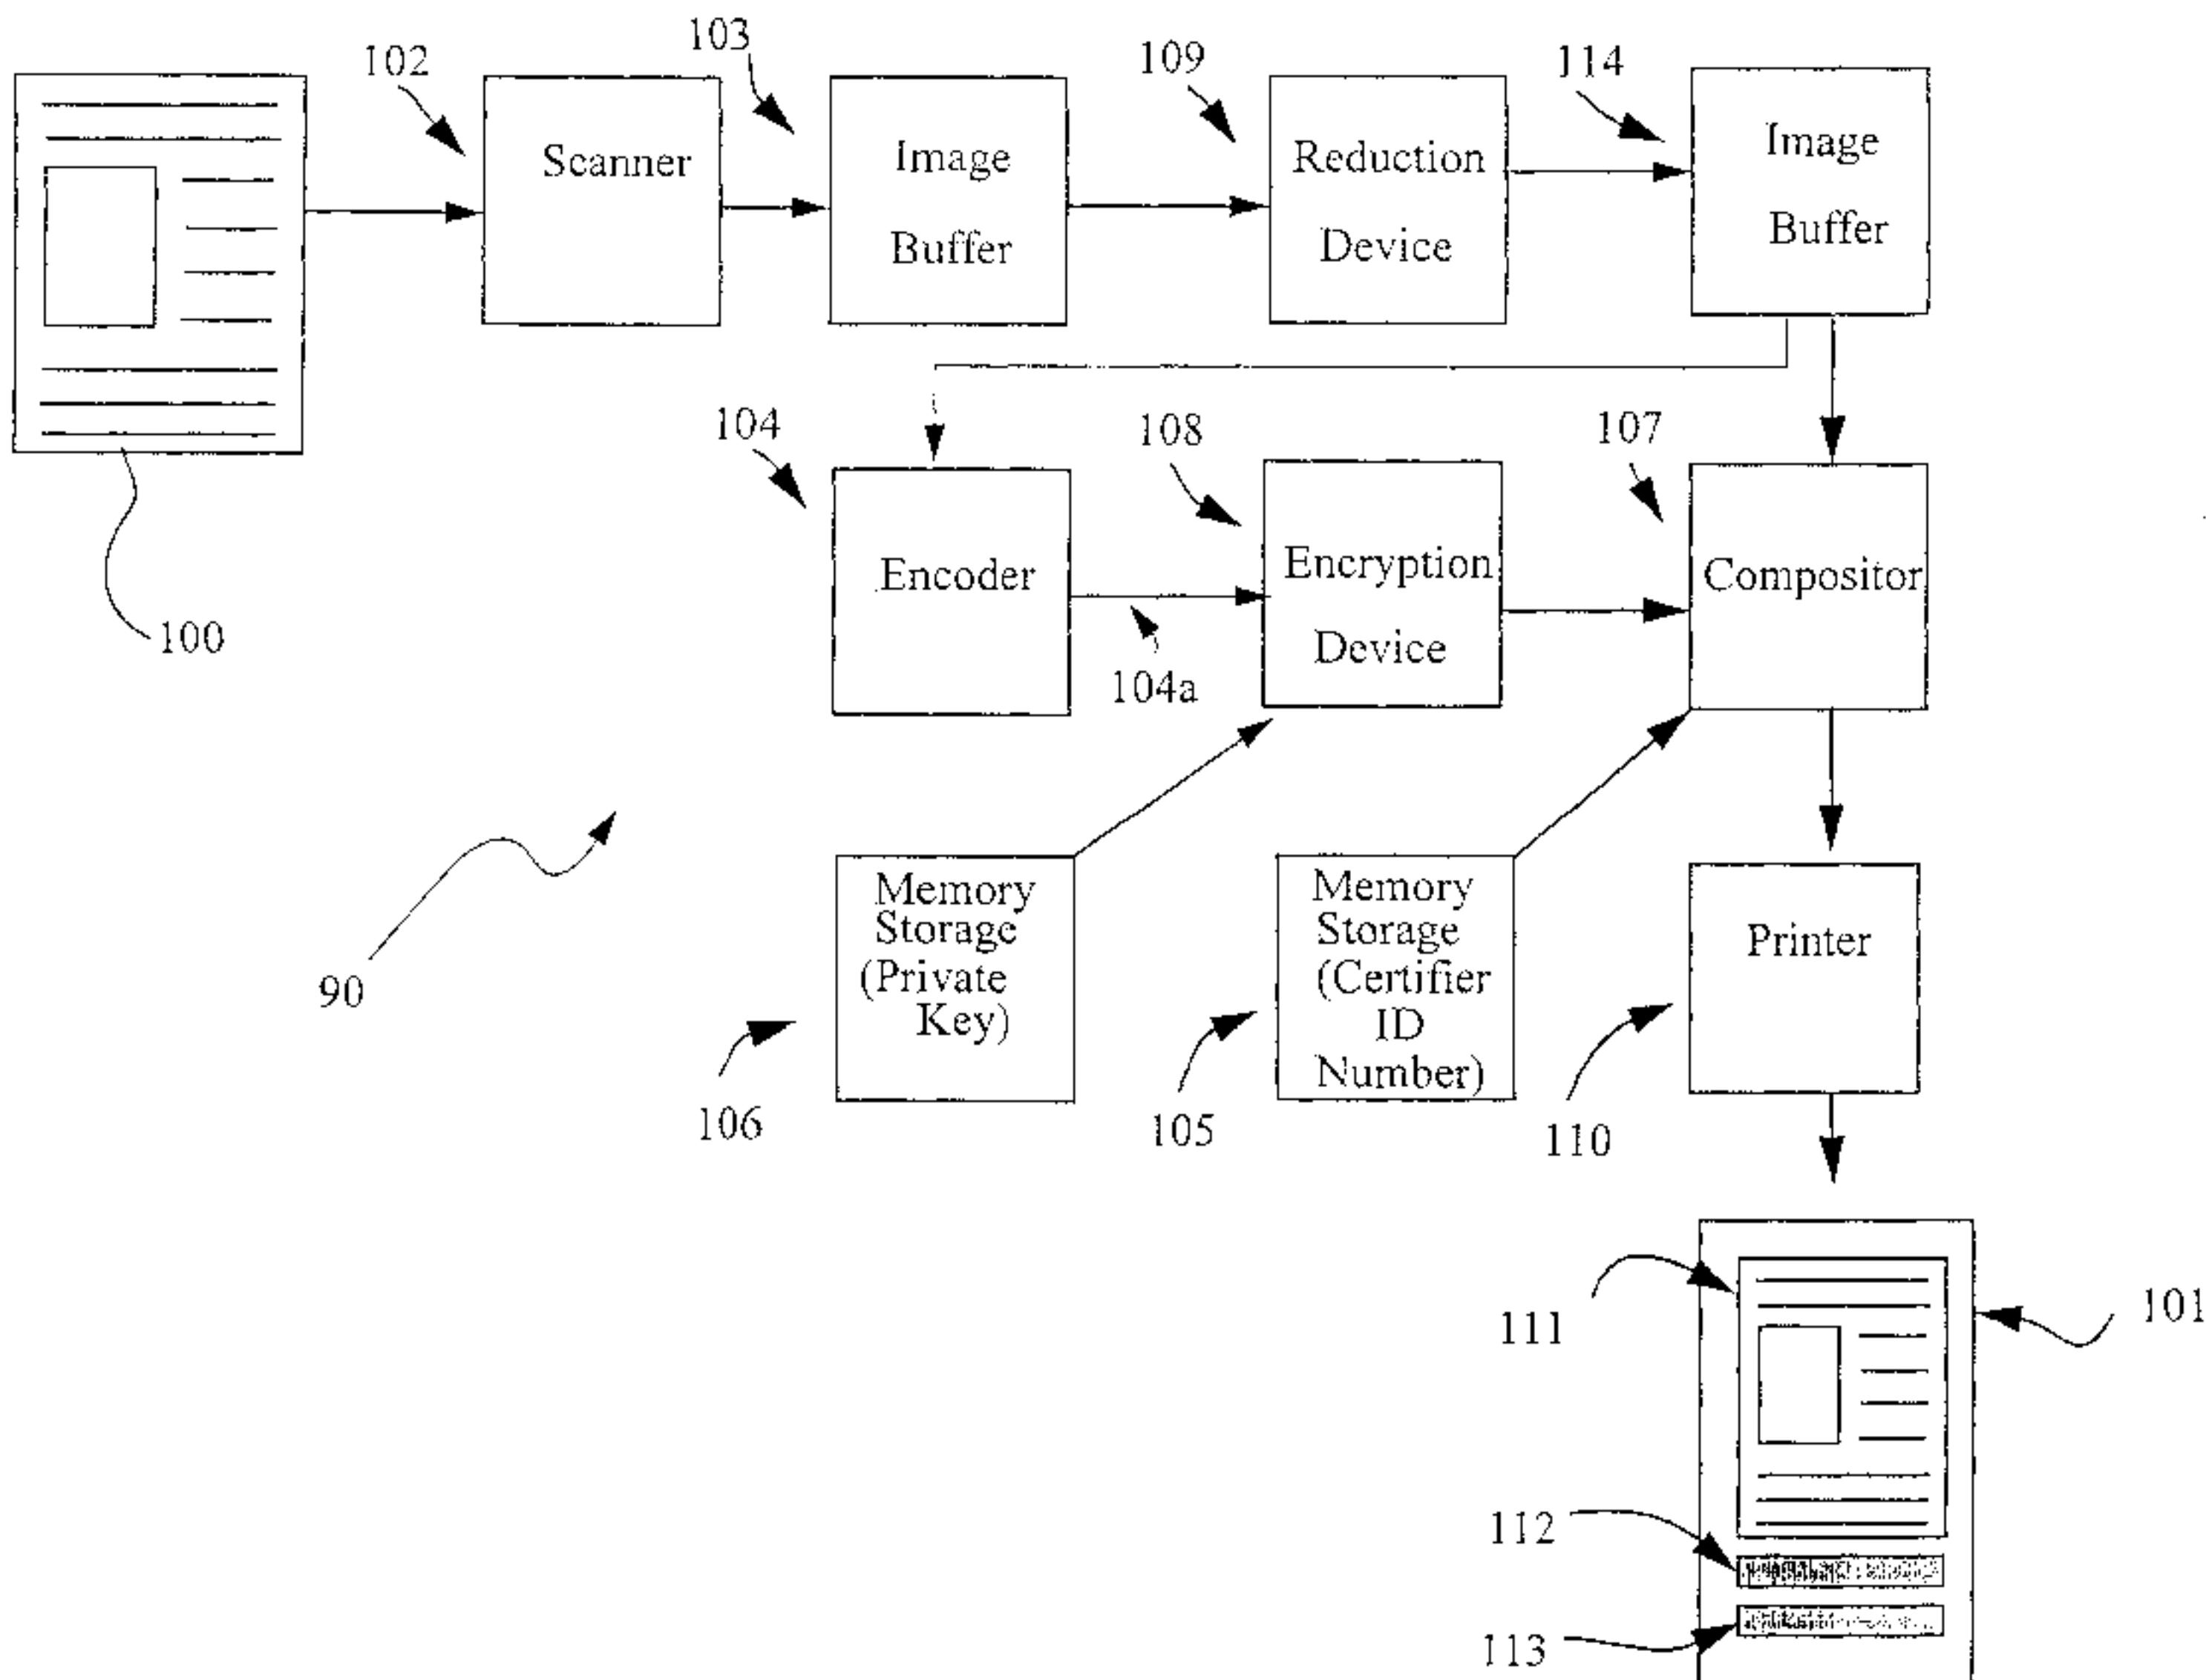 103
102
109
114
Scanner
Image
Buffer
Reduction
Device
Image
Buffer
104
108
107
Encoder
Encryption
Device
Compositor
100
104a
Memory
Storage
(Private
Key)
Memory
Storage
(Certifier
ID
Number)
Printer
90
106
105
110
111
101
112
113